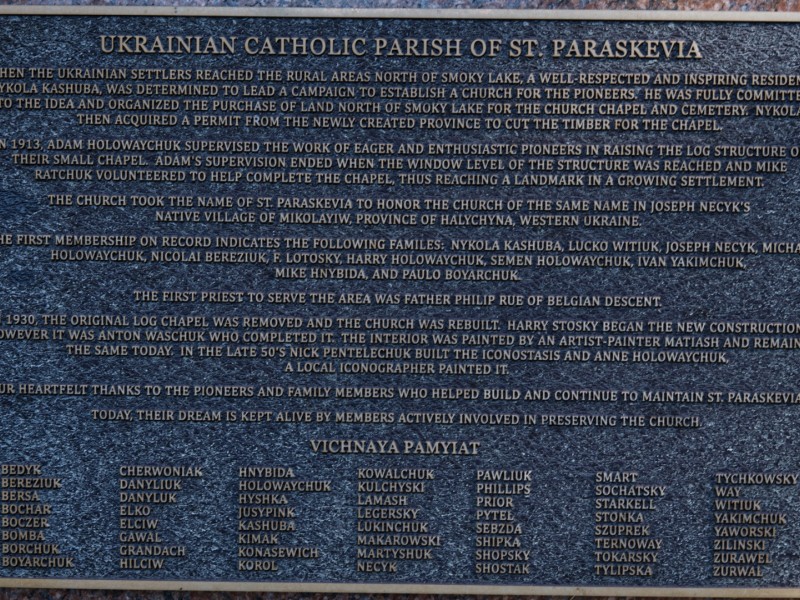 UKRAINIAN CATHOLIC PARISH OF ST. PARASKEVIA
HEN THE UKRAINIAN SETTLERS REACHED THE RURAL AREAS NORTH OF SMOKY LAKE, A WELL-RESPECTED AND INSPIRING RESIDEN
YKOLA KASHUBA, WAS DETERMINED TO LEAD A CAMPAIGN TO ESTABLISH A CHURCH FOR THE PIONEERS. HE WAS FULLY COMMITTE
TO THE IDEA AND ORGANIZED THE PURCHASE OF LAND NORTH OF SMOKY LAKE FOR THE CHURCH CHAPEL AND CEMETERY. NYKOLA
THEN ACQUIRED A PERMIT FROM THE NEWLY CREATED PROVINCE TO CUT THE TIMBER FOR THE CHAPEL.
N 1913, ADAM HOLOWAYCHUK SUPERVISED THE WORK OF EAGER AND ENTHUSIASTIC PIONEERS IN RAISING THE LOG STRUCTURE O
THEIR SMALL CHAPEL. ADAM'S SUPERVISION ENDED WHEN THE WINDOW LEVEL OF THE STRUCTURE WAS REACHED AND MIKE
RATCHUK VOLUNTEERED TO HELP COMPLETE THE CHAPEL, THUS REACHING A LANDMARK IN A GROWING SETTLEMENT.
THE CHURCH TOOK THE NAME OF ST. PARASKEVIA TO HONOR THE CHURCH OF THE SAME NAME IN JOSEPH NECYK'S
NATIVE VILLAGE OF MIKOLAYIW, PROVINCE OF HALYCHYNA, WESTERN UKRAINE.
HE FIRST MEMBERSHIP ON RECORD INDICATES THE FOLLOWING FAMILES: NYKOLA KASHUBA, LUCKO WITIUK, JOSEPH NECYK, MICHA
HOLOWAYCHUK, NICOLAI BEREZIUK, F. LOTOSKY, HARRY HOLOWAYCHUK, SEMEN HOLOWAYCHUK, IVAN YAKIMCHUK,
MIKE HNYBIDA, AND PAULO BOYARCHUK.
THE FIRST PRIEST TO SERVE THE AREA WAS FATHER PHILIP RUE OF BELGIAN DESCENT.
1930, THE ORIGINAL LOG CHAPEL WAS REMOVED AND THE CHURCH WAS REBUILT. HARRY STOSKY BEGAN THE NEW CONSTRUCTION
OWEVER IT WAS ANTON WASCHUK WHO COMPLETED IT. THE INTERIOR WAS PAINTED BY AN ARTIST-PAINTER MATIASH AND REMAIN
THE SAME TODAY. IN THE LATE 50'S NICK PENTELECHUK BUILT THE ICONOSTASIS AND ANNE HOLOWAYCHUK,
A LOCAL ICONOGRAPHER PAINTED IT.
UR HEARTFELT THANKS TO THE PIONEERS AND FAMILY MEMBERS WHO HELPED BUILD AND CONTINUE TO MAINTAIN ST. PARASKEVIA
TODAY, THEIR DREAM IS KEPT ALIVE BY MEMBERS ACTIVELY INVOLVED IN PRESERVING THE CHURCH.
VICHNAYA PAMYIAT
BEDYK
BEREZIUK
BERSA
BOCHAR
BOCZER
BOMBA
BORCHUK
BOYARCHUK
CHERWONIAK
DANYLIUK
DANYLUK
ELKO
ELCIW
GAWAL
GRANDACH
HILCIW
HNYBIDA
HOLOWAYCHUK
HYSHKA
JUSYPINK
KASHUBA
KIMAK
KONASEWICH
KOROL
KOWALCHUK
KULCHYSKI
LAMASH
LEGERSKY
LUKINCHUK
MAKAROWSKI
MARTYSHUK
NECYK
PAWLIUK
PHILLIPS
PRIOR
PYTEL
SEBZDA
SHIPKA
SHOPSKY
SHOSTAK
SMART
SOCHATSKY
STARKELL
STONKA
SZUPREK
TERNOWAY
TOKARSKY
TYLIPSKA
TYCHKOWSKY
WAY
WITIUK
YAKIMCHUK
YAWORSKI
ZILINSKI
ZURAWEL
ZURWAL